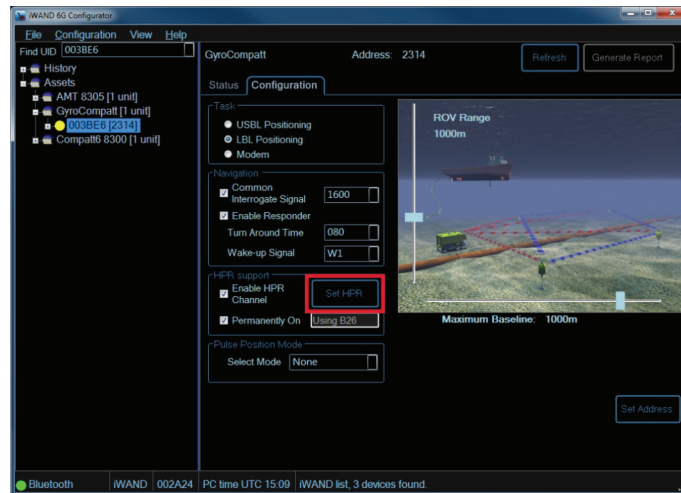 iWAND 6G Configurator
File Configuration View Help
Find UID 003BE6
History
Assets
AMT 8305 [1 unit]
GyroCompatt [1 unit]
003BE6 [2314]
Compatt6 8300 [1 unit]
GyroCompatt Address: 2314 Refresh Generate Report
Status Configuration
Task
USBL Positioning
LBL Positioning
Modem
Navigation
Common
Interrogate Signal 1600
Enable Responder
Turn Around Time 080
Wake-up Signal W1
HPR support
Enable HPR
Channel Set HPR
Permanently On Using B26
Pulse Position Mode
Select Mode None
ROV Range
1000m
Maximum Baseline: 1000m
Set Address
Bluetooth iWAND 002A24 PC time UTC 15:09 iWAND list, 3 devices found.